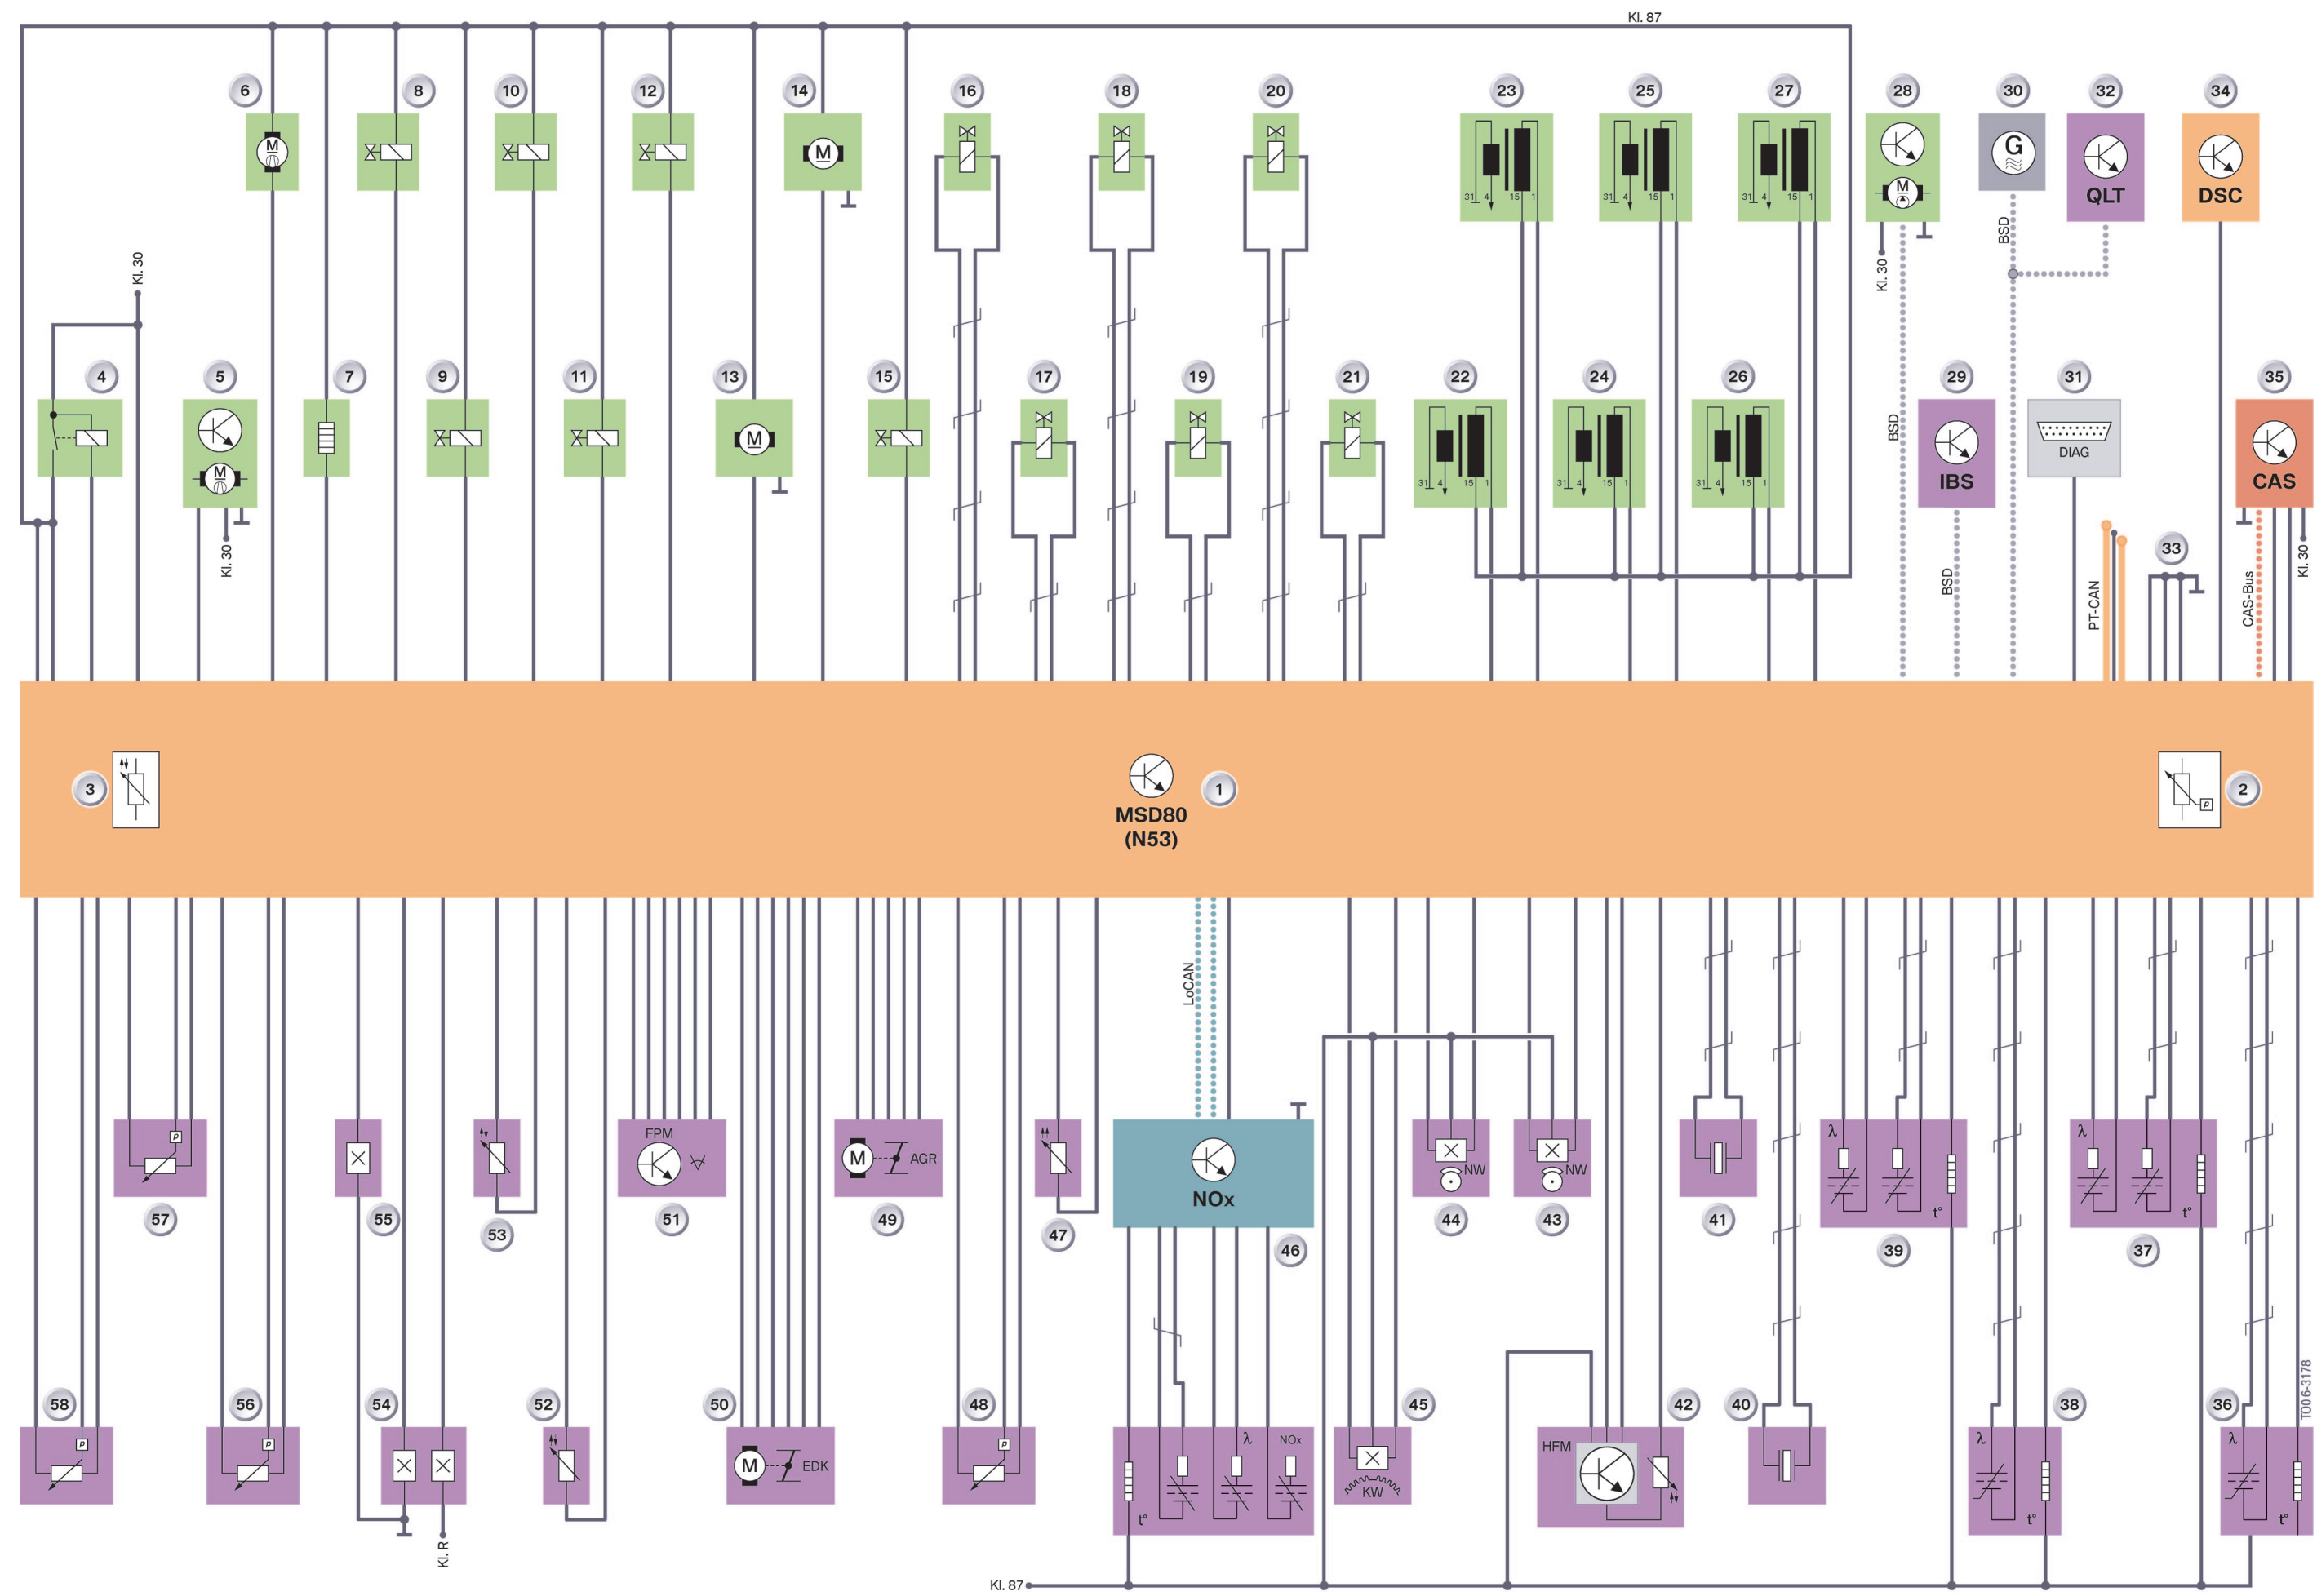 Kl. 87
6
8
10
12
14
16
18
20
23
25
27
28
30
32
34
M
M
31 4 15 1
31 4 15 1
31 4 15 1
M
G
QLT
DSC
BSD
Kl. 30
Kl. 30
4
5
7
9
11
13
15
17
19
21
22
24
26
29
31
35
M
M
31 4 15 1
31 4 15 1
31 4 15 1
BSD
IBS
DIAG
CAS
Kl. 30
33
Kl. 30
BSD
PT-CAN
CAS-Bus
3
1
2
p
MSD80
(N53)
LoCAN
p
FPM
M
AGR
NOx
NW
NW
λ
t°
λ
t°
57
55
53
51
49
47
46
44
43
41
39
37
58
56
54
52
50
48
45
42
40
38
36
TO06-3178
p
p
M
EDK
p
t°
λ
NOx
KW
HFM
λ
t°
λ
t°
Kl. R
Kl. 87